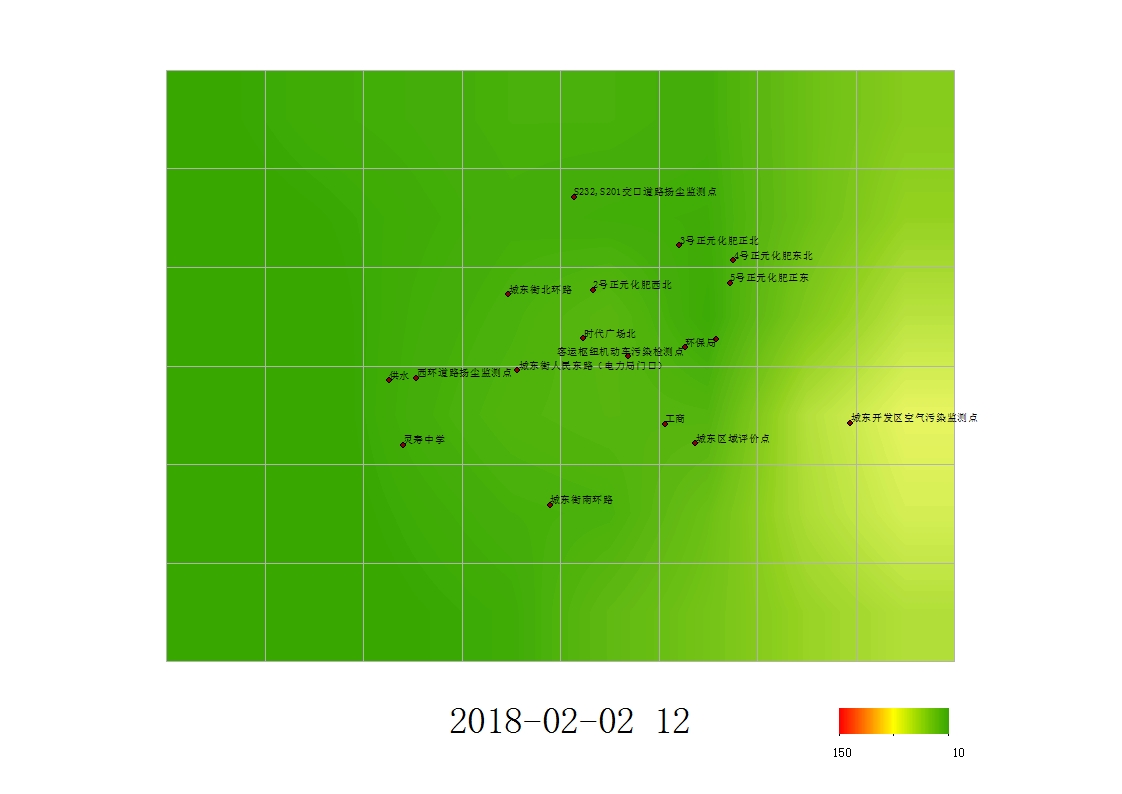 S232,S201交口道路扬尘监测点
3号正元化肥正北
4号正元化肥东北
5号正元化肥正东
2号正元化肥西北
城东街北环路
时代广场北
环保局
客运枢纽机动车污染检测点
城东街人民东路（电力局门口）
西环道路扬尘监测点
供水
城东开发区空气污染监测点
工商
城东区域评价点
灵寿中学
城东街南环路
2018-02-02 12
150
10